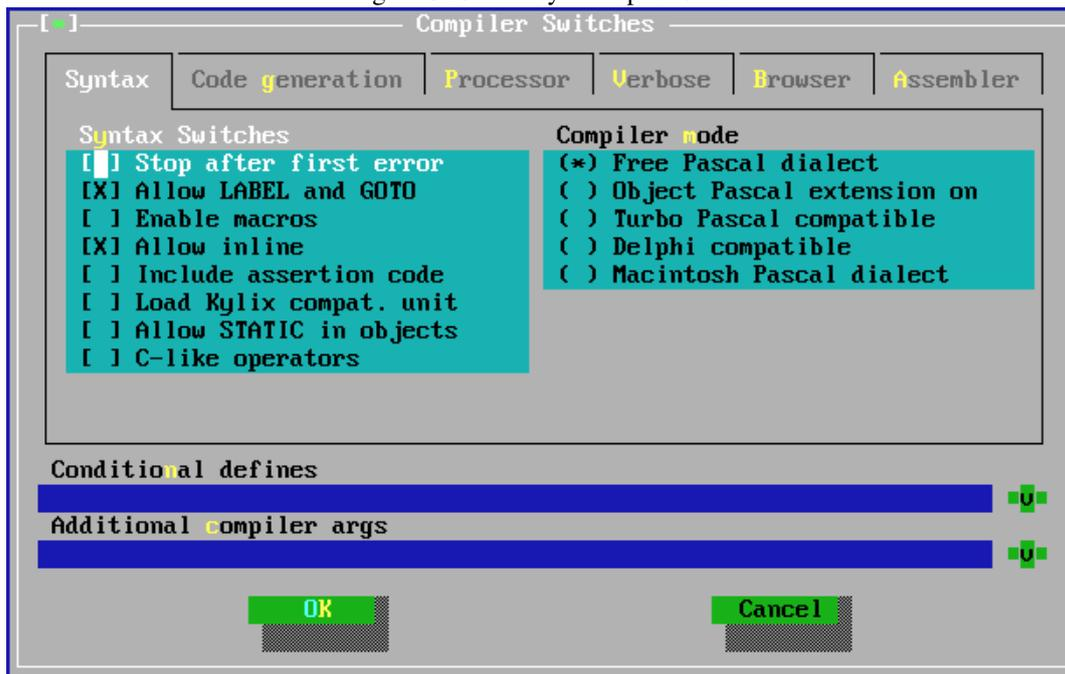 [*] Compiler Switches
Syntax Code generation Processor Verbose Browser Assembler
Syntax Switches
[ ] Stop after first error
[X] Allow LABEL and GOTO
[ ] Enable macros
[X] Allow inline
[ ] Include assertion code
[ ] Load Kylix compat. unit
[ ] Allow STATIC in objects
[ ] C-like operators
Compiler mode
(*) Free Pascal dialect
( ) Object Pascal extension on
( ) Turbo Pascal compatible
( ) Delphi compatible
( ) Macintosh Pascal dialect
Conditional defines
Additional compiler args
OK Cancel